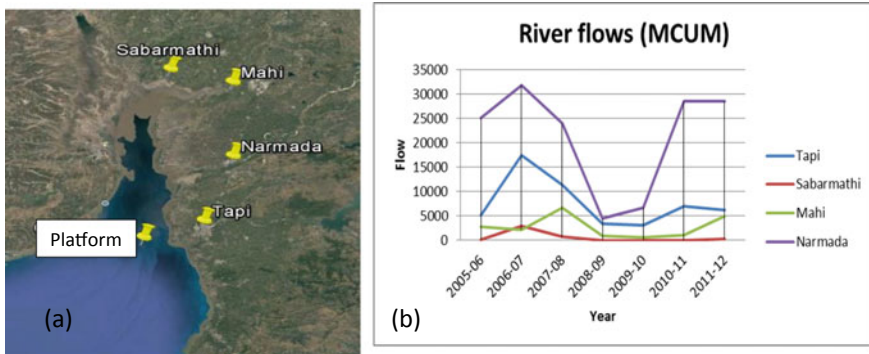 Sabarmathi
Mahi
Narmada
Tapi
Platform
(a)
River flows (MCUM)
35000
30000
25000
20000
15000
10000
5000
0
Flow
2005-06
2006-07
2007-08
2008-09
2009-10
2010-11
2011-12
Year
Tapi
Sabarmathi
Mahi
Narmada
(b)